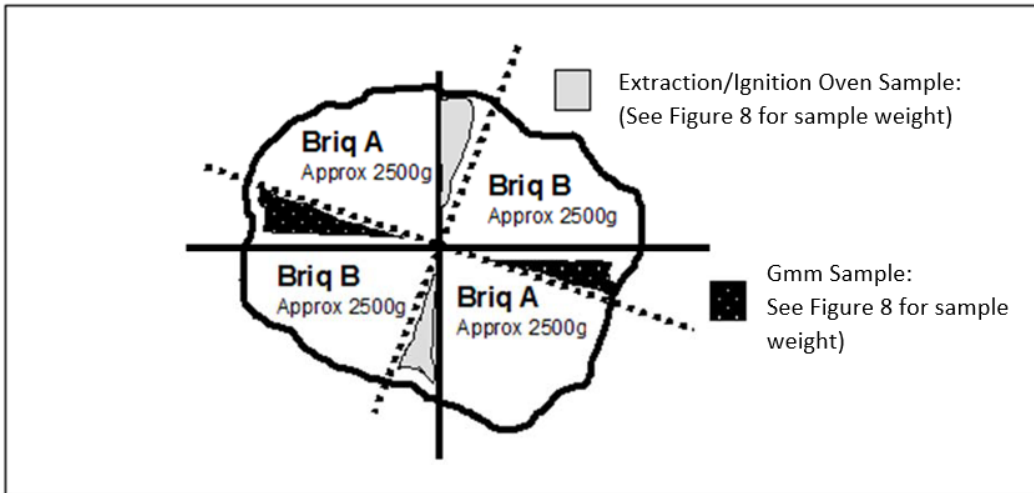 Extraction/Ignition Oven Sample:
(See Figure 8 for sample weight)
Briq A
Approx 2500g
Briq B
Approx 2500g
Briq B
Approx 2500g
Briq A
Approx 2500g
Gmm Sample:
See Figure 8 for sample
weight)